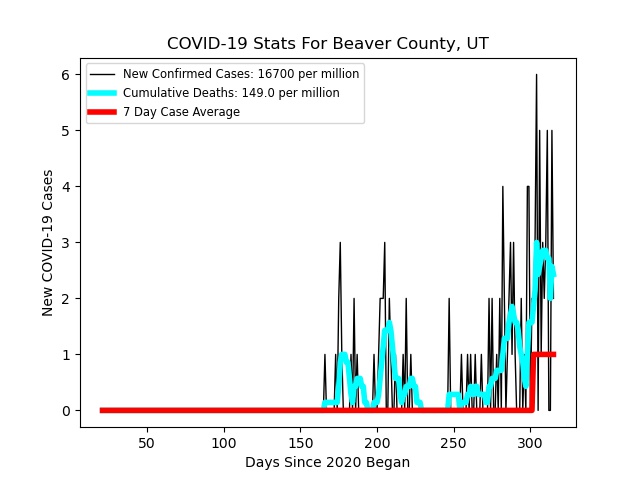 COVID-19 Stats For Beaver County, UT
New Confirmed Cases: 16700 per million
Cumulative Deaths: 149.0 per million
7 Day Case Average
6
5
4
3
2
1
0
New COVID-19 Cases
50 100 150 200 250 300
Days Since 2020 Began